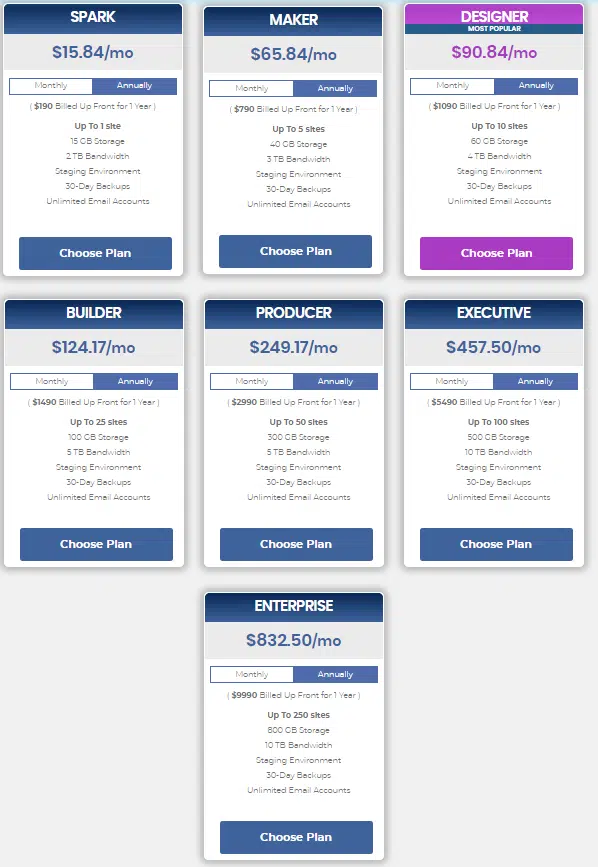 SPARK
$15.84/mo
Monthly Annually
( $190 Billed Up Front for 1 Year )
Up To 1 site
15 GB Storage
2 TB Bandwidth
Staging Environment
30-Day Backups
Unlimited Email Accounts
Choose Plan
MAKER
$65.84/mo
Monthly Annually
( $790 Billed Up Front for 1 Year )
Up To 5 sites
40 GB Storage
3 TB Bandwidth
Staging Environment
30-Day Backups
Unlimited Email Accounts
Choose Plan
DESIGNER
MOST POPULAR
$90.84/mo
Monthly Annually
( $1090 Billed Up Front for 1 Year )
Up To 10 sites
60 GB Storage
4 TB Bandwidth
Staging Environment
30-Day Backups
Unlimited Email Accounts
Choose Plan
BUILDER
$124.17/mo
Monthly Annually
( $1490 Billed Up Front for 1 Year )
Up To 25 sites
100 GB Storage
5 TB Bandwidth
Staging Environment
30-Day Backups
Unlimited Email Accounts
Choose Plan
PRODUCER
$249.17/mo
Monthly Annually
( $2990 Billed Up Front for 1 Year )
Up To 50 sites
300 GB Storage
5 TB Bandwidth
Staging Environment
30-Day Backups
Unlimited Email Accounts
Choose Plan
EXECUTIVE
$457.50/mo
Monthly Annually
( $5490 Billed Up Front for 1 Year )
Up To 100 sites
500 GB Storage
10 TB Bandwidth
Staging Environment
30-Day Backups
Unlimited Email Accounts
Choose Plan
ENTERPRISE
$832.50/mo
Monthly Annually
( $9990 Billed Up Front for 1 Year )
Up To 250 sites
800 GB Storage
10 TB Bandwidth
Staging Environment
30-Day Backups
Unlimited Email Accounts
Choose Plan